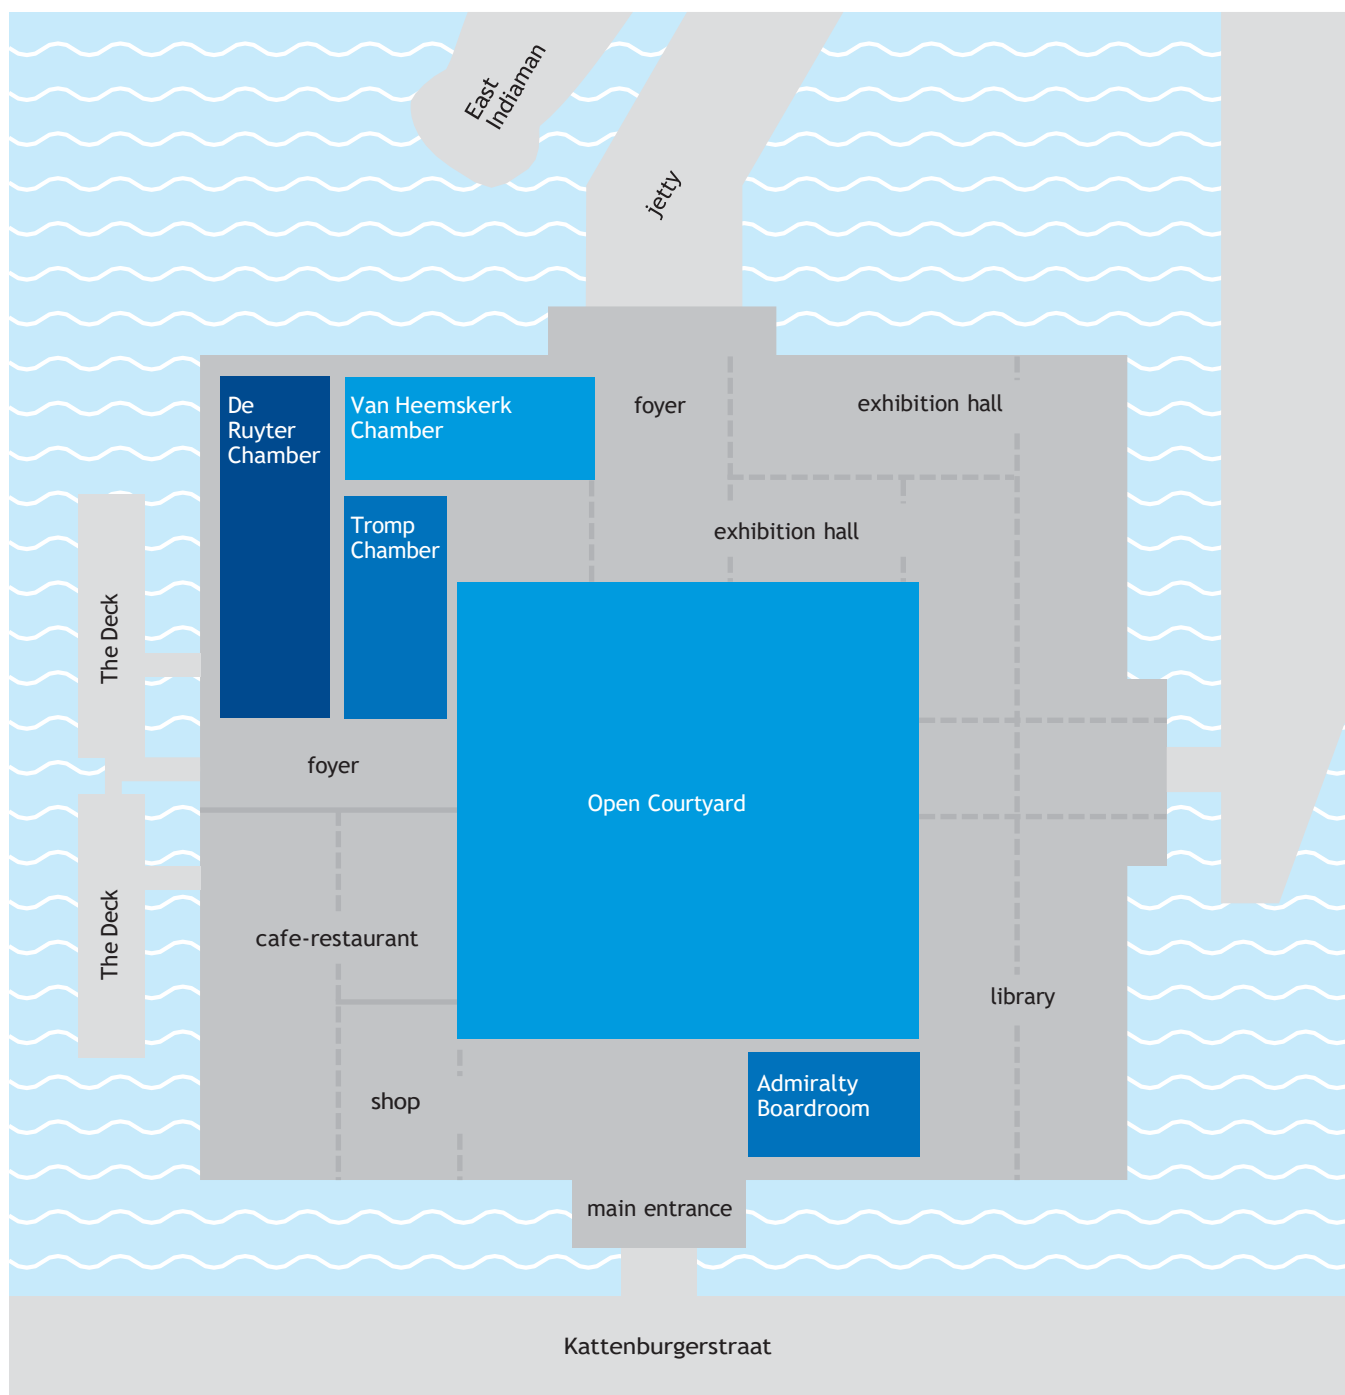 East
Indiaman
jetty
De
Ruyter
Chamber
Van Heemskerk
Chamber
foyer
exhibition hall
Tromp
Chamber
exhibition hall
The Deck
foyer
Open Courtyard
The Deck
cafe-restaurant
library
shop
Admiralty
Boardroom
main entrance
Kattenburgerstraat